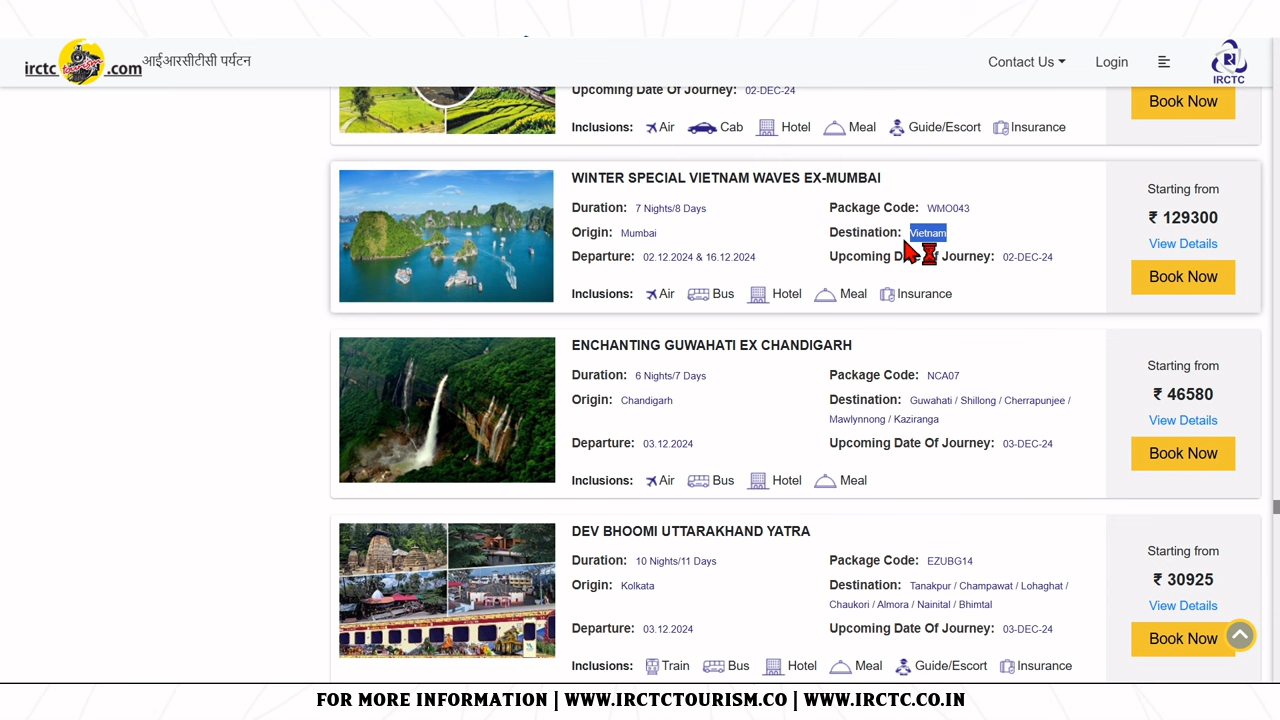 irctc tourism .com आईआरसीटीसी पर्यटन
Contact Us Login
IRCTC
Upcoming Date Of Journey: 02-DEC-24
Book Now
Inclusions: Air Cab Hotel Meal Guide/Escort Insurance
WINTER SPECIAL VIETNAM WAVES EX-MUMBAI
Duration: 7 Nights/8 Days
Package Code: WMO043
Origin: Mumbai
Destination: Vietnam
Departure: 02.12.2024 & 16.12.2024
Upcoming Date Of Journey: 02-DEC-24
Inclusions: Air Bus Hotel Meal Insurance
Starting from
₹ 129300
View Details
Book Now
ENCHANTING GUWAHATI EX CHANDIGARH
Duration: 6 Nights/7 Days
Package Code: NCA07
Origin: Chandigarh
Destination: Guwahati / Shillong / Cherrapunjee /
Mawlynnong / Kaziranga
Departure: 03.12.2024
Upcoming Date Of Journey: 03-DEC-24
Inclusions: Air Bus Hotel Meal
Starting from
₹ 46580
View Details
Book Now
DEV BHOOMI UTTARAKHAND YATRA
Duration: 10 Nights/11 Days
Package Code: EZUBG14
Origin: Kolkata
Destination: Tanakpur / Champawat / Lohaghat /
Chaukori / Almora / Nainital / Bhimtal
Departure: 03.12.2024
Upcoming Date Of Journey: 03-DEC-24
Inclusions: Train Bus Hotel Meal Guide/Escort Insurance
Starting from
₹ 30925
View Details
Book Now
FOR MORE INFORMATION | WWW.IRCTCTOURISM.CO | WWW.IRCTC.CO.IN